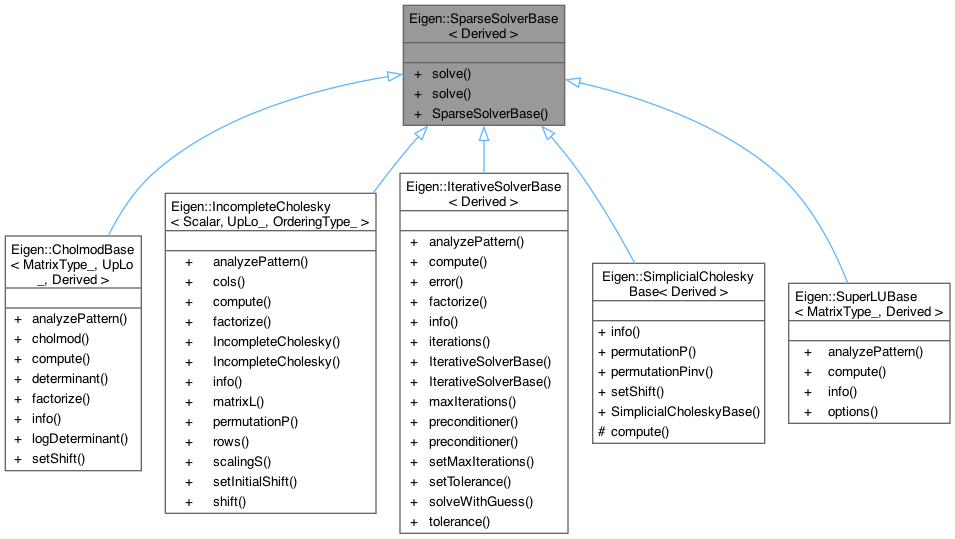 Eigen::SparseSolverBase
< Derived >
+ solve()
+ solve()
+ SparseSolverBase()
Eigen::CholmodBase
< MatrixType_, UpLo
_, Derived >
+ analyzePattern()
+ cholmod()
+ compute()
+ determinant()
+ factorize()
+ info()
+ logDeterminant()
+ setShift()
Eigen::IncompleteCholesky
< Scalar, UpLo_, OrderingType_ >
+ analyzePattern()
+ cols()
+ compute()
+ factorize()
+ IncompleteCholesky()
+ IncompleteCholesky()
+ info()
+ matrixL()
+ permutationP()
+ rows()
+ scalingS()
+ setInitialShift()
+ shift()
Eigen::IterativeSolverBase
< Derived >
+ analyzePattern()
+ compute()
+ error()
+ factorize()
+ info()
+ iterations()
+ IterativeSolverBase()
+ IterativeSolverBase()
+ maxIterations()
+ preconditioner()
+ preconditioner()
+ setMaxIterations()
+ setTolerance()
+ solveWithGuess()
+ tolerance()
Eigen::SimplicialCholesky
Base< Derived >
+ info()
+ permutationP()
+ permutationPinv()
+ setShift()
+ SimplicialCholeskyBase()
# compute()
Eigen::SuperLUBase
< MatrixType_, Derived >
+ analyzePattern()
+ compute()
+ info()
+ options()